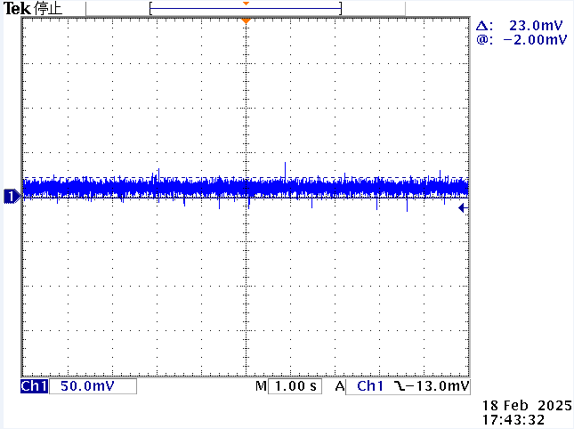 Tek 停止
Δ: 23.0mV
@: -2.00mV
1
Ch1 50.0mV M 1.00 s A Ch1 -13.0mV
18 Feb 2025
17:43:32